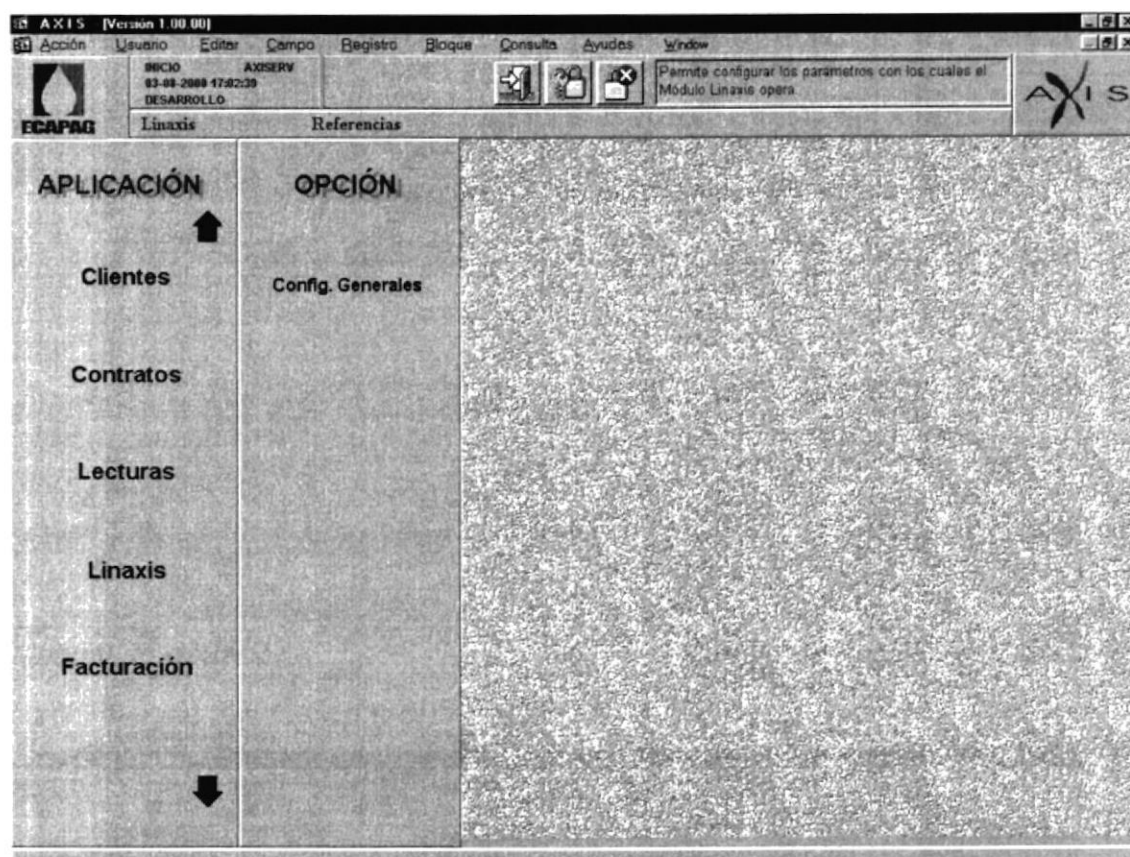 AXIS [Versión 1.00.00]
Acción Usuario Editar Campo Registro Bloque Consulta Ayudas Window
INICIO AXISERV
03-08-2000 17:02:39
DESARROLLO
Permite configurar los parámetros con los cuales el
Módulo Linaxis opera
ECAPAG
AXIS
Linaxis Referencias
APLICACIÓN OPCIÓN
Clientes
Config. Generales
Contratos
Lecturas
Linaxis
Facturación